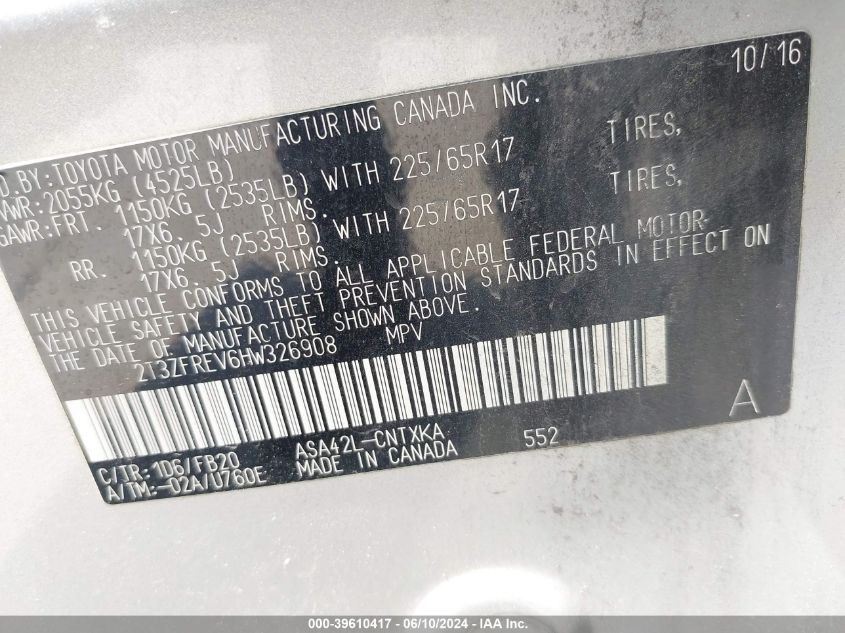 10/16
D.BY:TOYOTA MOTOR MANUFACTURING CANADA INC.
VWR:2055KG (4525LB)
GAWR:FRT. 1150KG (2535LB) WITH 225/65R17 TIRES,
17X6. 5J RIMS.
RR. 1150KG (2535LB) WITH 225/65R17 TIRES,
17X6. 5J RIMS.
THIS VEHICLE CONFORMS TO ALL APPLICABLE FEDERAL MOTOR-
VEHICLE SAFETY AND THEFT PREVENTION STANDARDS IN EFFECT ON
THE DATE OF MANUFACTURE SHOWN ABOVE.
2T3ZFREV6HW326908 MPV
A
C/TR:1D6/FB20 ASA42L-CNTXKA 552
A/TM:-02A/U760E MADE IN CANADA
000-39610417 - 06/10/2024 - IAA Inc.